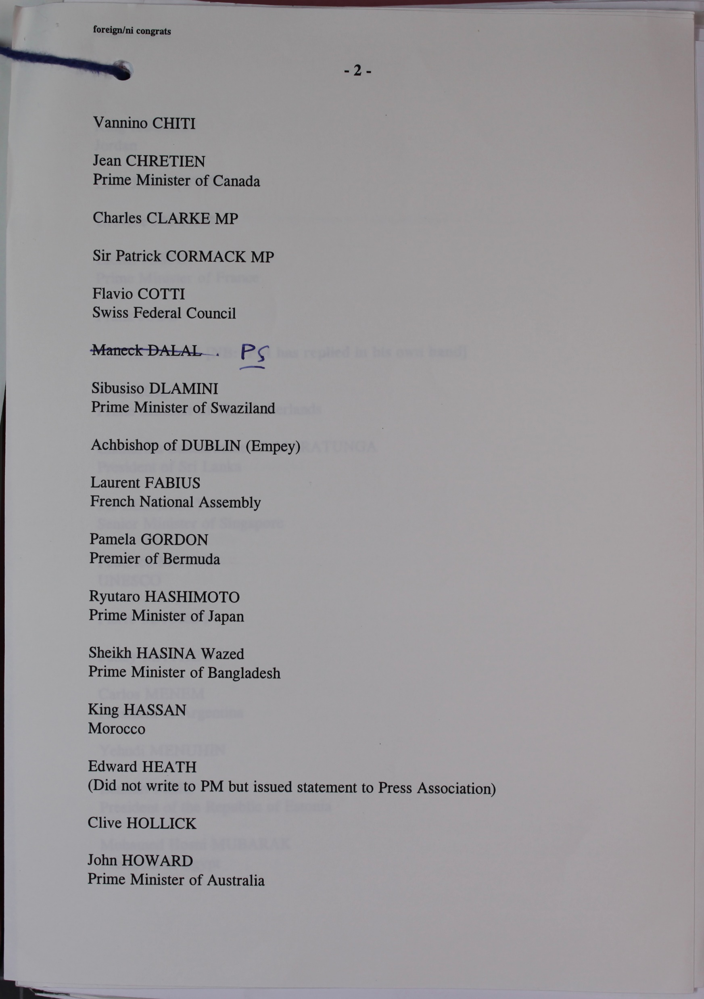 foreign/ni congrats
- 2 -
Vannino CHITI
Jean CHRETIEN
Prime Minister of Canada
Charles CLARKE MP
Sir Patrick CORMACK MP
Flavio COTTI
Swiss Federal Council
Maneck DALAL PS
Sibusiso DLAMINI
Prime Minister of Swaziland
Achbishop of DUBLIN (Empey)
Laurent FABIUS
French National Assembly
Pamela GORDON
Premier of Bermuda
Ryutaro HASHIMOTO
Prime Minister of Japan
Sheikh HASINA Wazed
Prime Minister of Bangladesh
King HASSAN
Morocco
Edward HEATH
(Did not write to PM but issued statement to Press Association)
Clive HOLLICK
John HOWARD
Prime Minister of Australia